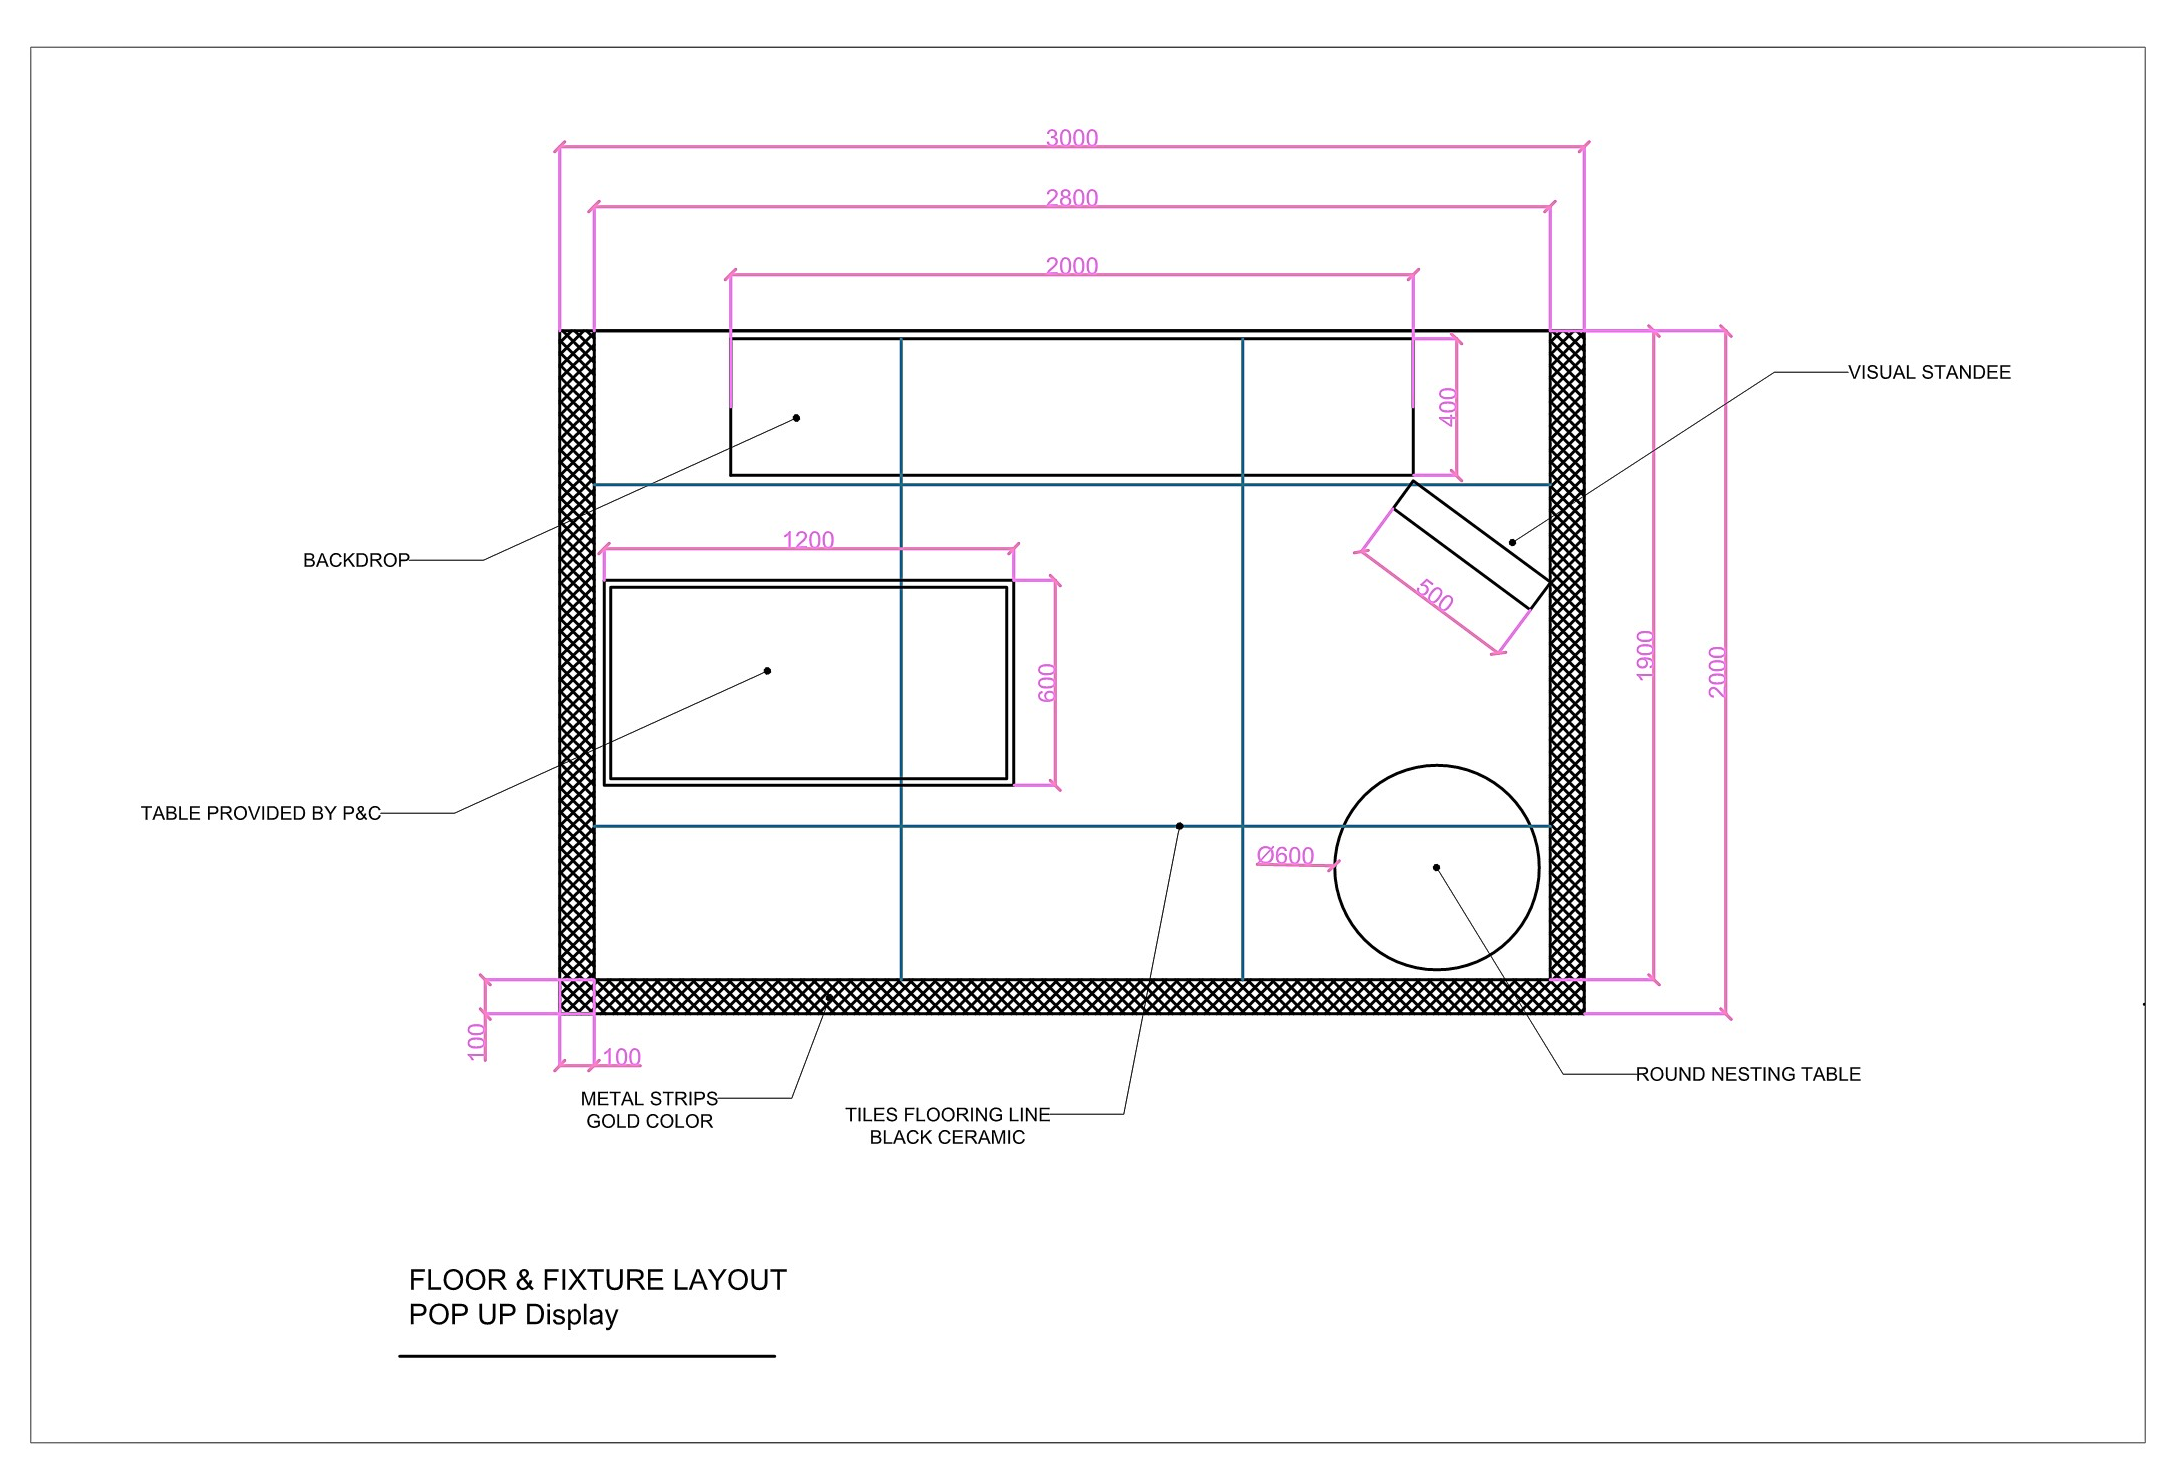 3000
2800
2000
VISUAL STANDEE
400
BACKDROP
1200
500
600
1900
2000
TABLE PROVIDED BY P&C
Ø600
100
100
METAL STRIPS
GOLD COLOR
TILES FLOORING LINE
BLACK CERAMIC
ROUND NESTING TABLE
FLOOR & FIXTURE LAYOUT
POP UP Display